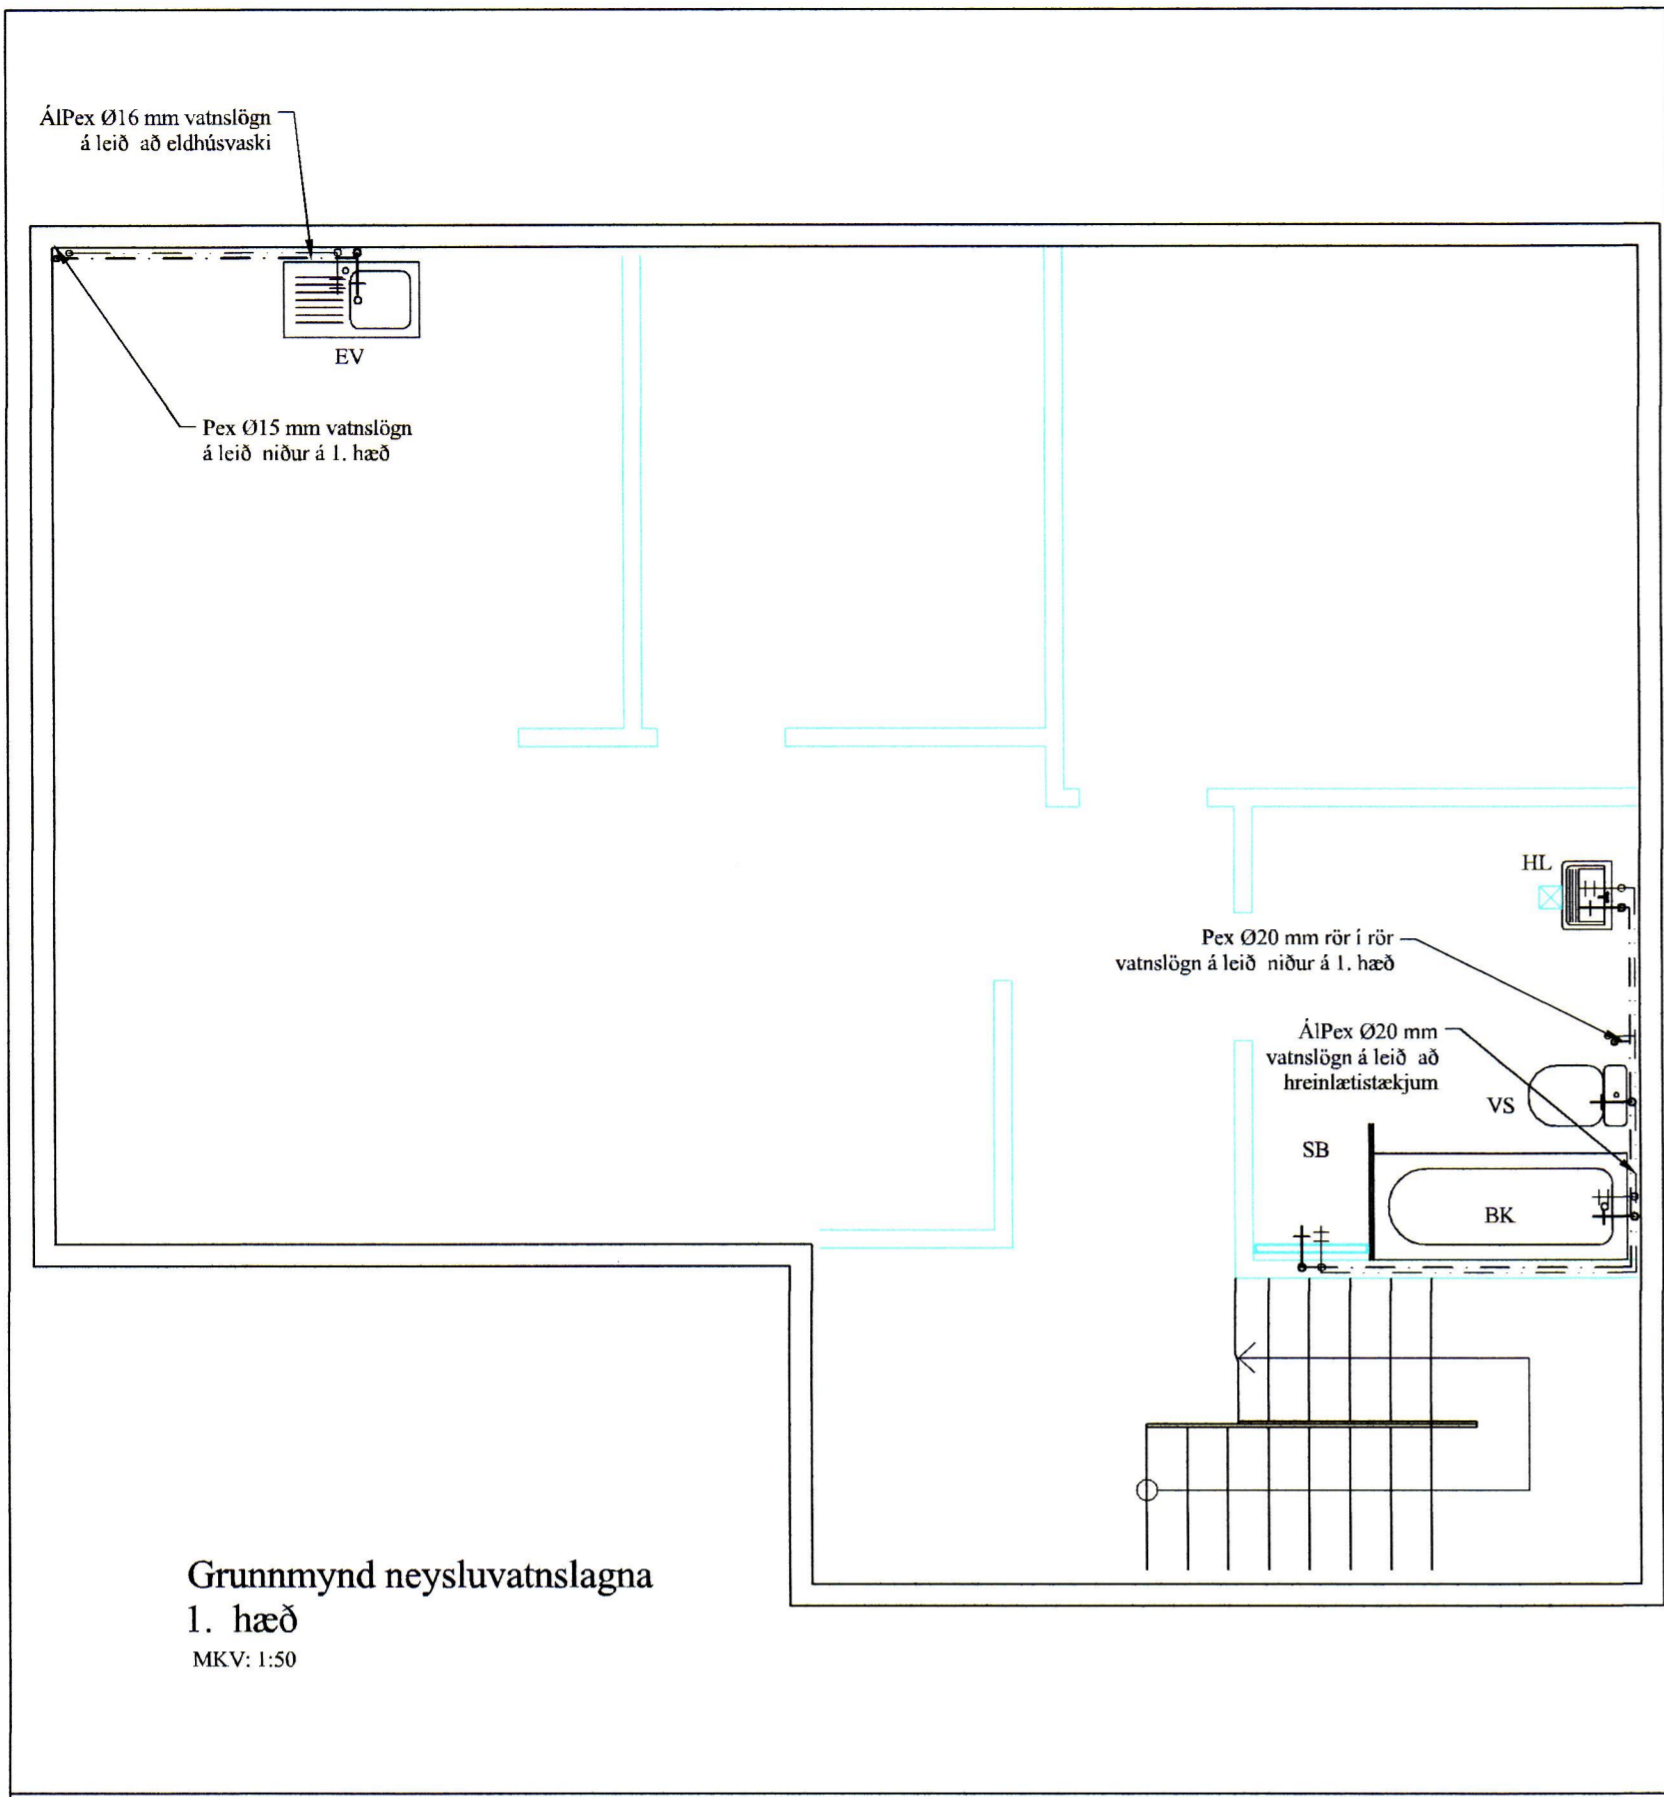 ÁlPex Ø16 mm vatnslögn
á leið að eldhúsvaski
EV
Pex Ø15 mm vatnslögn
á leið niður á 1. hæð
HL
Pex Ø20 mm rör í rör
vatnslögn á leið niður á 1. hæð
ÁlPex Ø20 mm
vatnslögn á leið að
hreinlætistækjum
VS
SB
BK
Grunnmynd neysluvatnslagna
1. hæð
MKV: 1:50